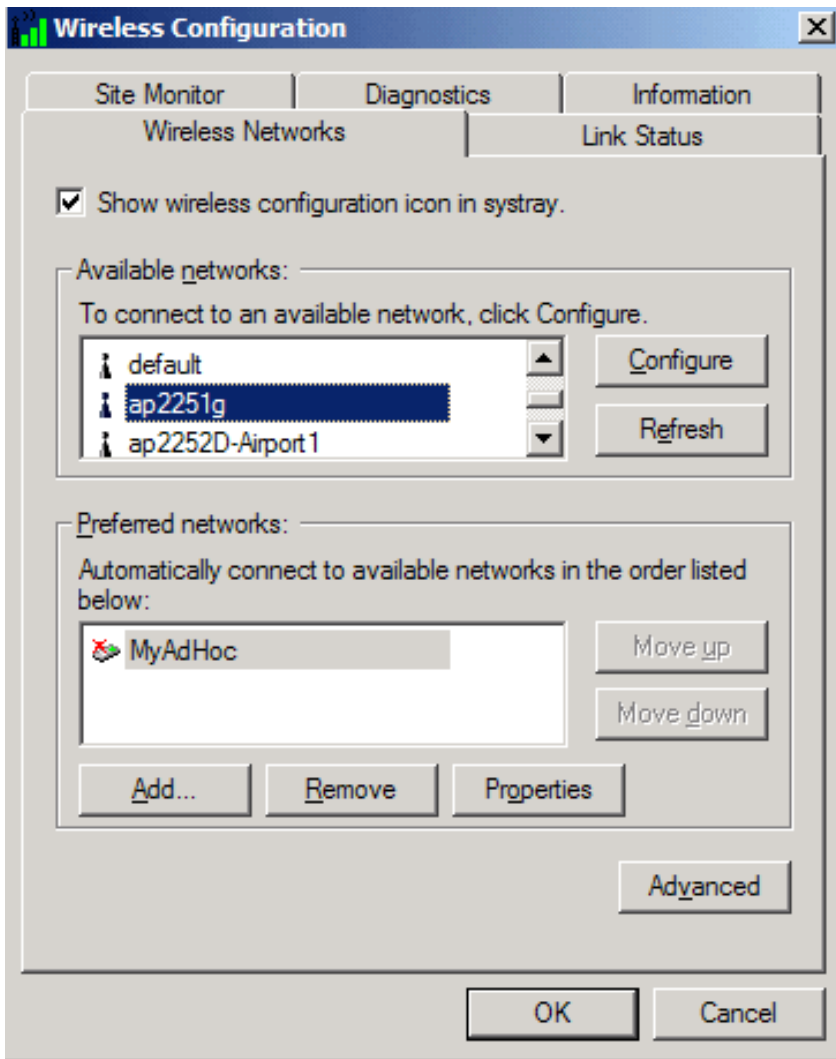 Wireless Configuration
Site Monitor Diagnostics Information
Wireless Networks Link Status
Show wireless configuration icon in systray.
Available networks:
To connect to an available network, click Configure.
default
ap2251g
ap2252D-Airport1
Configure
Refresh
Preferred networks:
Automatically connect to available networks in the order listed
below:
MyAdHoc
Move up
Move down
Add... Remove Properties
Advanced
OK Cancel